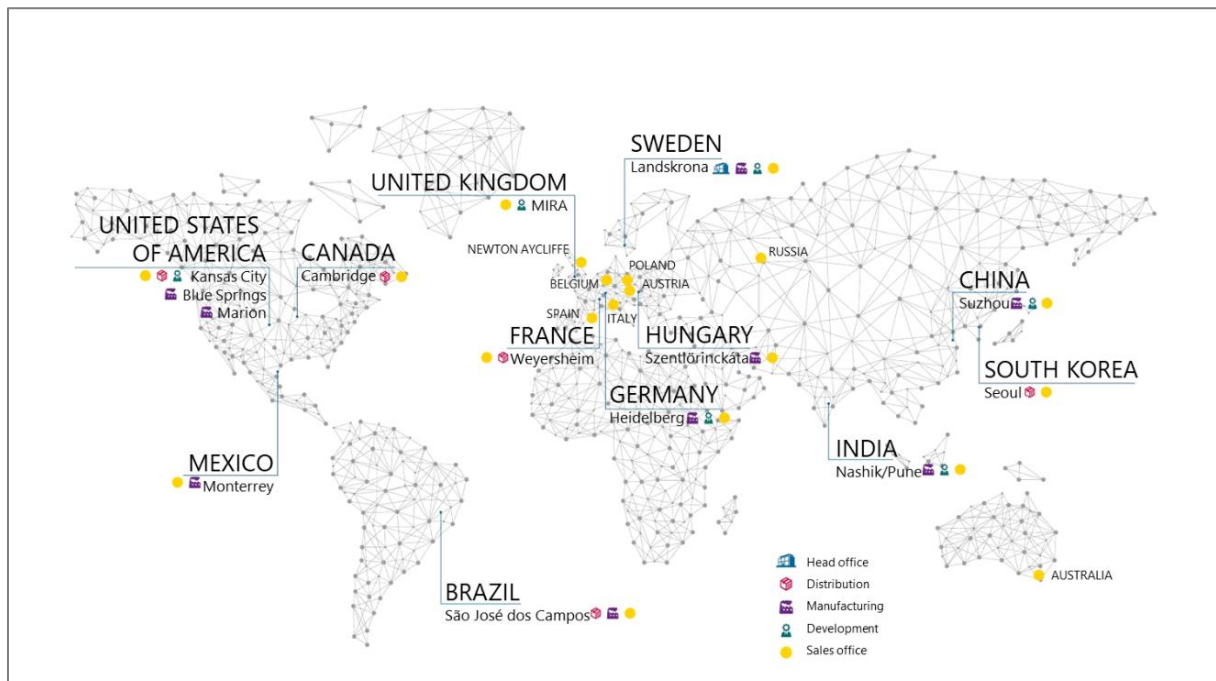 SWEDEN
Landskrona
UNITED KINGDOM
MIRA
UNITED STATES
OF AMERICA
Kansas City
Blue Springs
Marion
CANADA
Cambridge
NEWTON AYCLIFFE
RUSSIA
POLAND
BELGIUM
AUSTRIA
SPAIN
ITALY
CHINA
Suzhou
FRANCE
Weyersheim
HUNGARY
Szentlőrinckáta
SOUTH KOREA
Seoul
GERMANY
Heidelberg
MEXICO
Monterrey
INDIA
Nashik/Pune
AUSTRALIA
BRAZIL
São José dos Campos
Head office
Distribution
Manufacturing
Development
Sales office